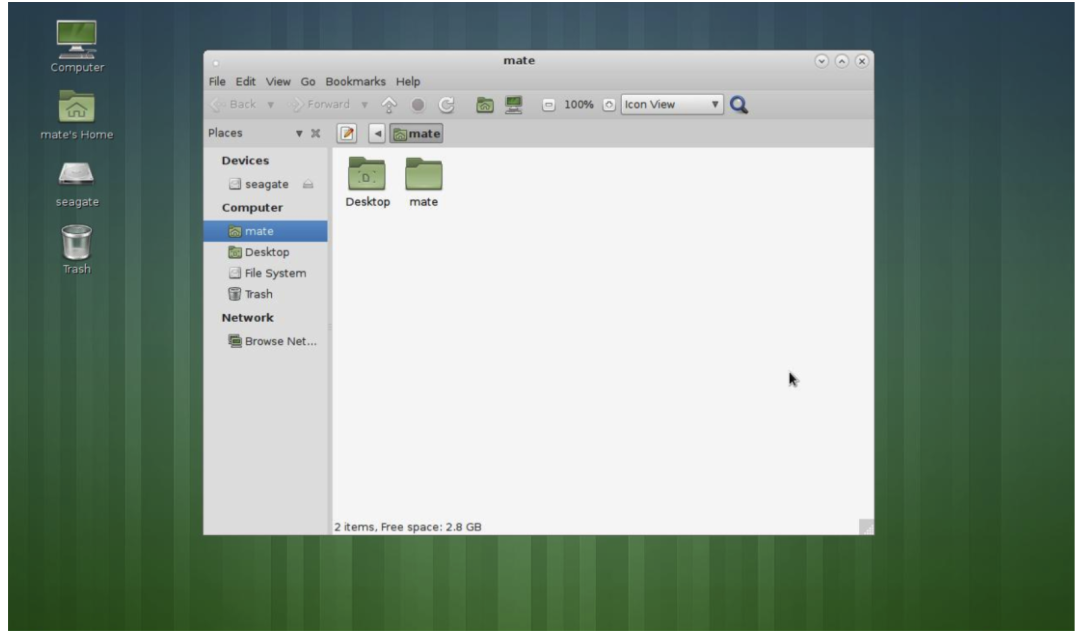 Computer
mate's Home
seagate
Trash
mate
File Edit View Go Bookmarks Help
Back Forward 100% Icon View
Places mate
Devices
seagate
Computer
mate
Desktop
File System
Trash
Network
Browse Net...
D
Desktop mate
2 items, Free space: 2.8 GB